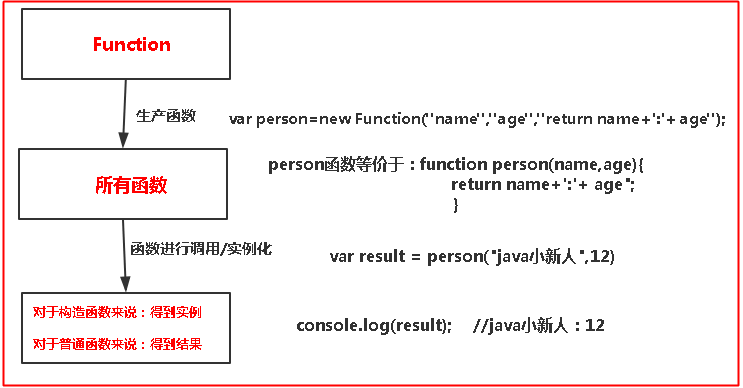 Function
生产函数
var person=new Function("name","age","return name+':'+ age");
所有函数
person函数等价于：function person(name,age){
return name+':'+ age";
}
函数进行调用/实例化
var result = person("java小新人",12)
对于构造函数来说：得到实例
对于普通函数来说：得到结果
console.log(result); //java小新人：12